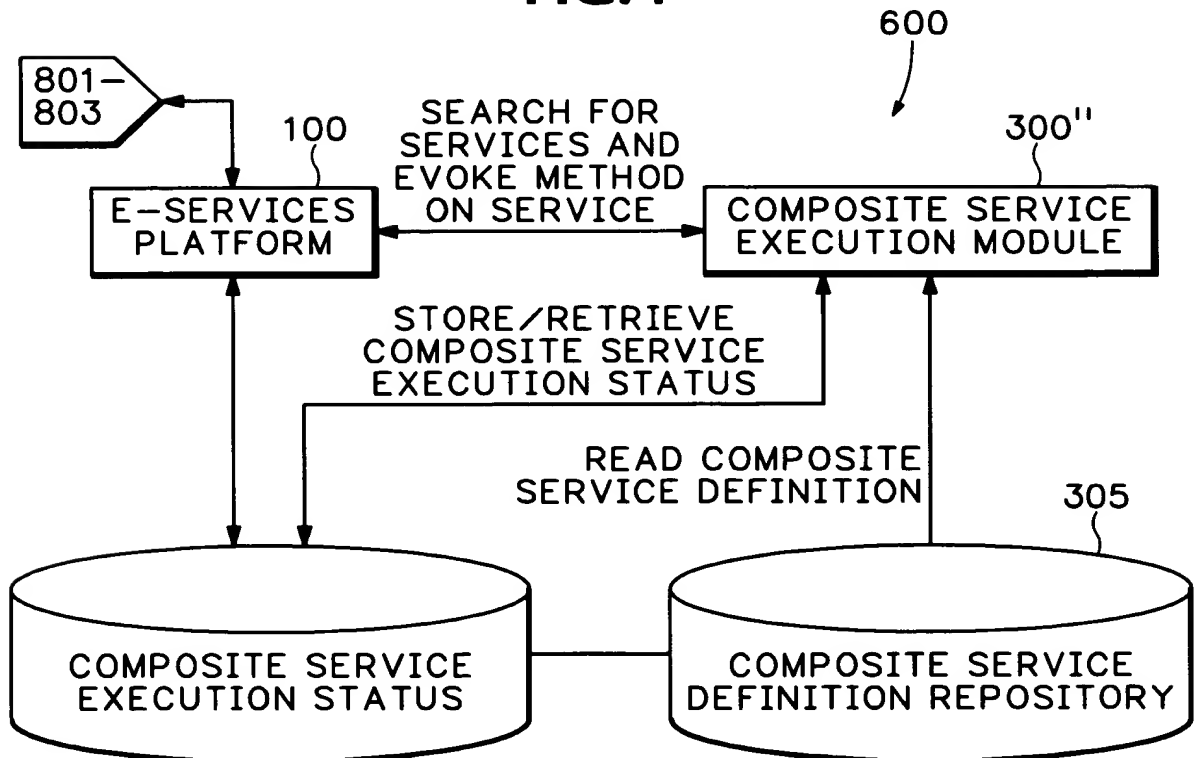 600
801-
803
100
SEARCH FOR
SERVICES AND
EVOKE METHOD
ON SERVICE
300"
E-SERVICES
PLATFORM
COMPOSITE SERVICE
EXECUTION MODULE
STORE/RETRIEVE
COMPOSITE SERVICE
EXECUTION STATUS
READ COMPOSITE
SERVICE DEFINITION
305
COMPOSITE SERVICE
EXECUTION STATUS
COMPOSITE SERVICE
DEFINITION REPOSITORY